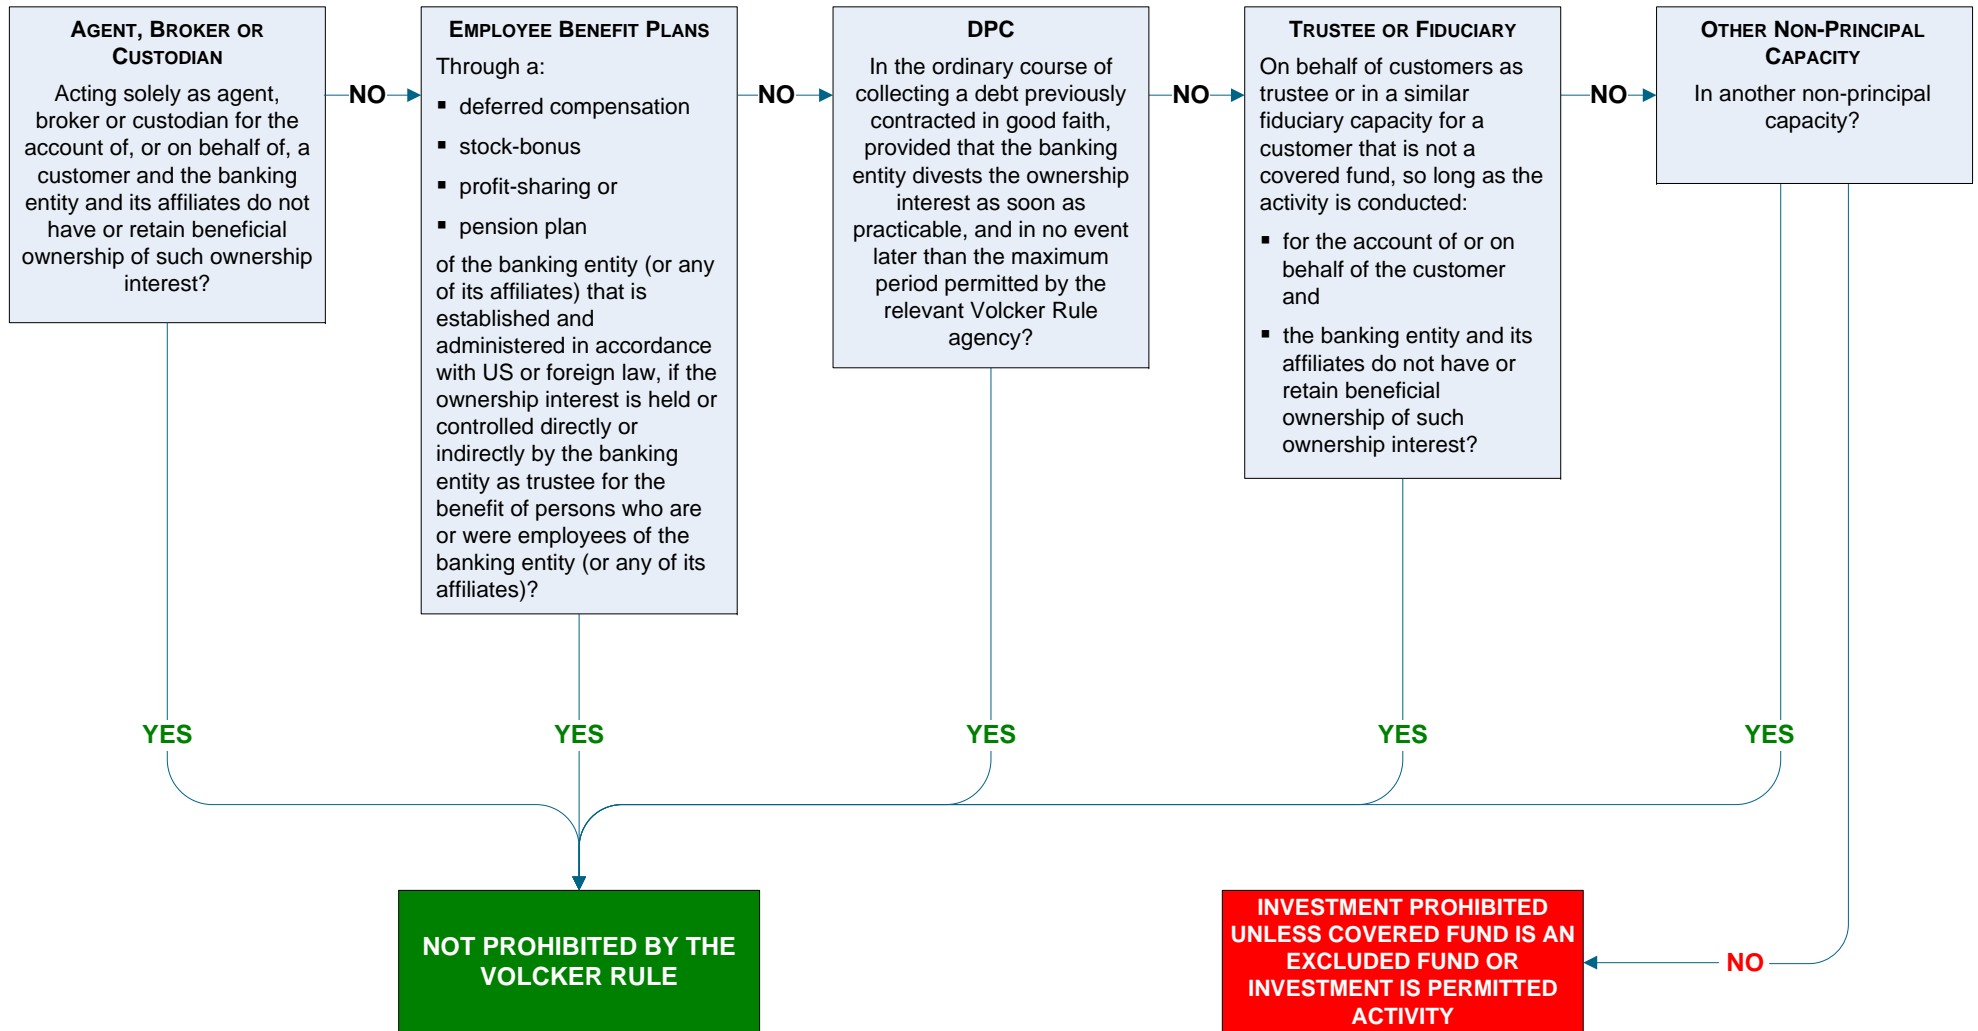 AGENT, BROKER OR
CUSTODIAN
Acting solely as agent,
broker or custodian for the
account of, or on behalf of, a
customer and the banking
entity and its affiliates do not
have or retain beneficial
ownership of such ownership
interest?
NO
EMPLOYEE BENEFIT PLANS
Through a:
▪ deferred compensation
▪ stock-bonus
▪ profit-sharing or
▪ pension plan
of the banking entity (or any
of its affiliates) that is
established and
administered in accordance
with US or foreign law, if the
ownership interest is held or
controlled directly or
indirectly by the banking
entity as trustee for the
benefit of persons who are
or were employees of the
banking entity (or any of its
affiliates)?
NO
DPC
In the ordinary course of
collecting a debt previously
contracted in good faith,
provided that the banking
entity divests the ownership
interest as soon as
practicable, and in no event
later than the maximum
period permitted by the
relevant Volcker Rule
agency?
NO
TRUSTEE OR FIDUCIARY
On behalf of customers as
trustee or in a similar
fiduciary capacity for a
customer that is not a
covered fund, so long as the
activity is conducted:
▪ for the account of or on
behalf of the customer
and
▪ the banking entity and its
affiliates do not have or
retain beneficial
ownership of such
ownership interest?
NO
OTHER NON-PRINCIPAL
CAPACITY
In another non-principal
capacity?
YES
YES
YES
YES
YES
NOT PROHIBITED BY THE
VOLCKER RULE
INVESTMENT PROHIBITED
UNLESS COVERED FUND IS AN
EXCLUDED FUND OR
INVESTMENT IS PERMITTED
ACTIVITY
NO